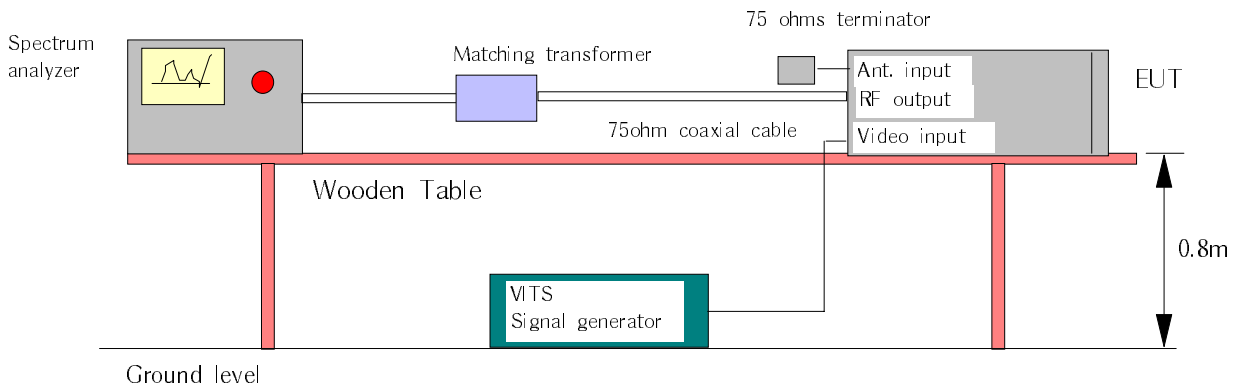 75 ohms terminator
Spectrum
analyzer
Matching transformer
Ant. input
RF output
EUT
75ohm coaxial cable
Video input
Wooden Table
0.8m
VITS
Signal generator
Ground level